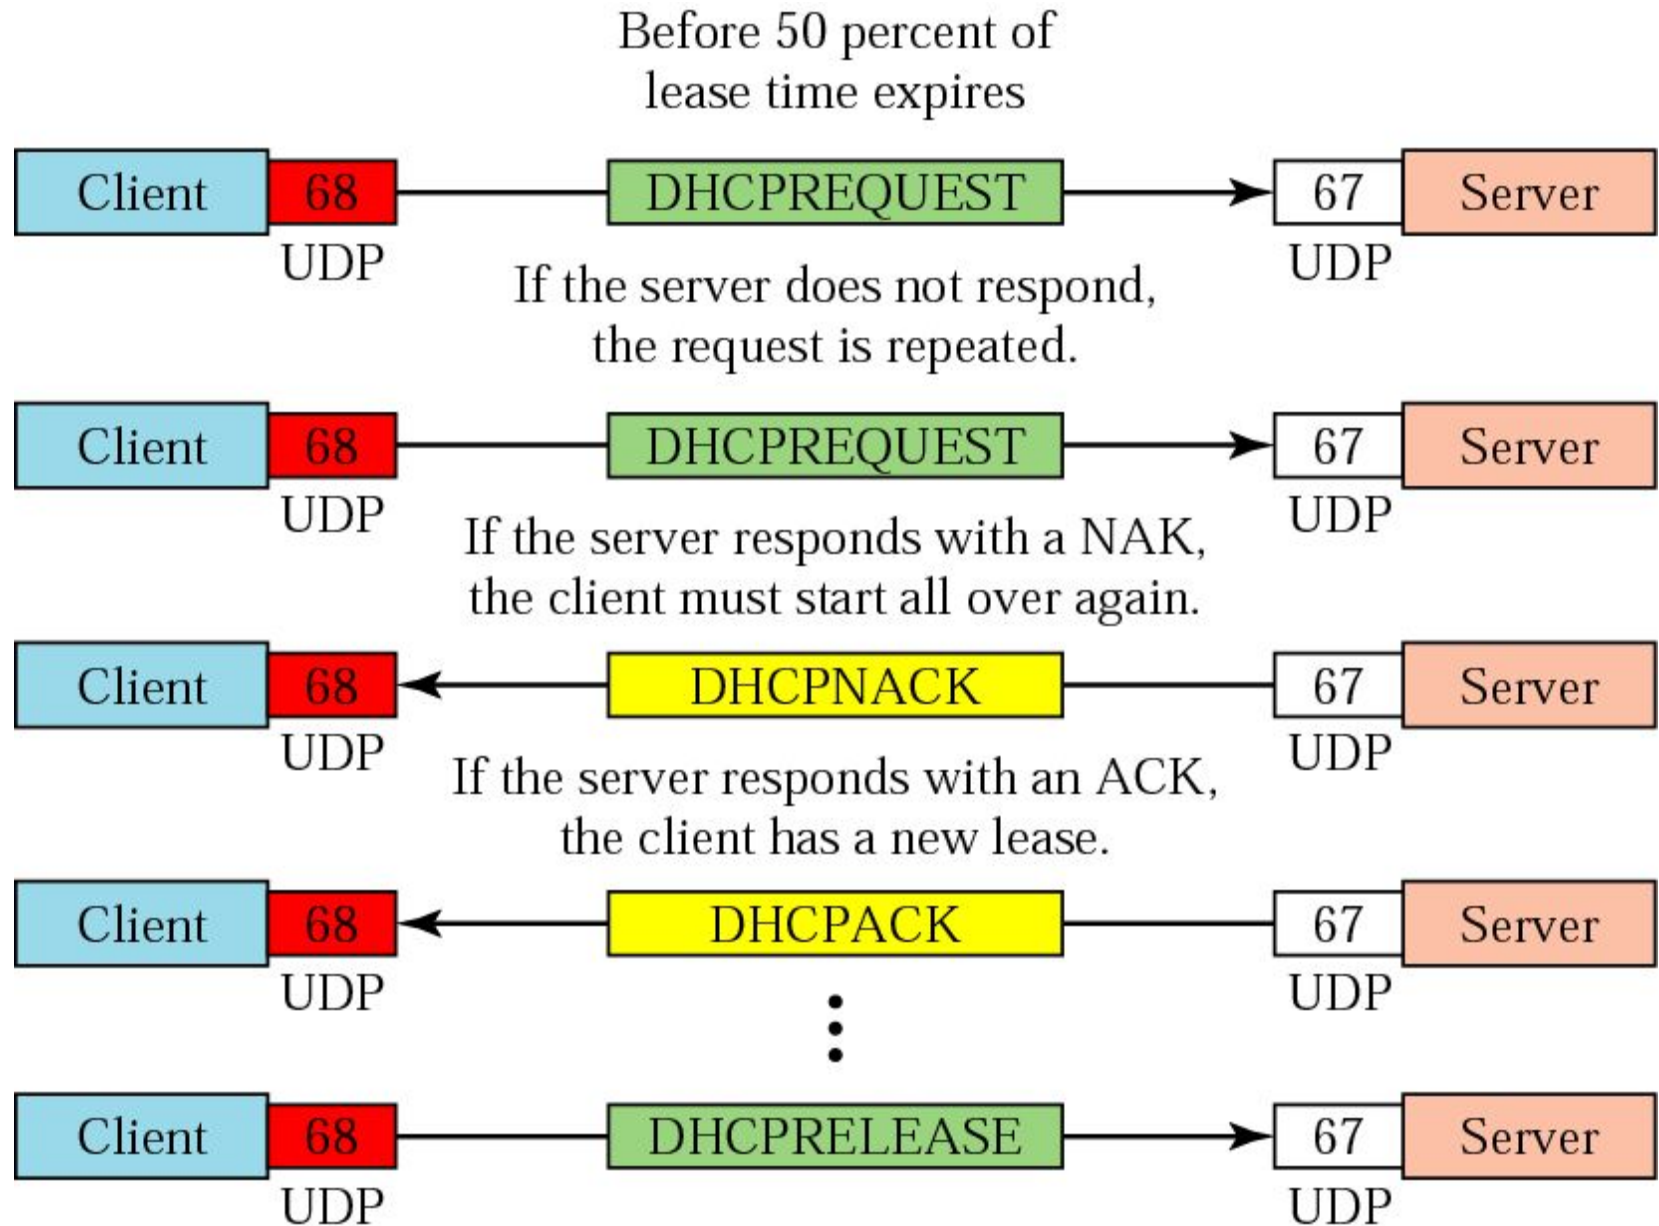 Before 50 percent of
lease time expires
Client 68 DHCPREQUEST 67 Server
UDP UDP
If the server does not respond,
the request is repeated.
Client 68 DHCPREQUEST 67 Server
UDP UDP
If the server responds with a NAK,
the client must start all over again.
Client 68 DHCPNACK 67 Server
UDP UDP
If the server responds with an ACK,
the client has a new lease.
Client 68 DHCPACK 67 Server
UDP UDP
Client 68 DHCPRELEASE 67 Server
UDP UDP